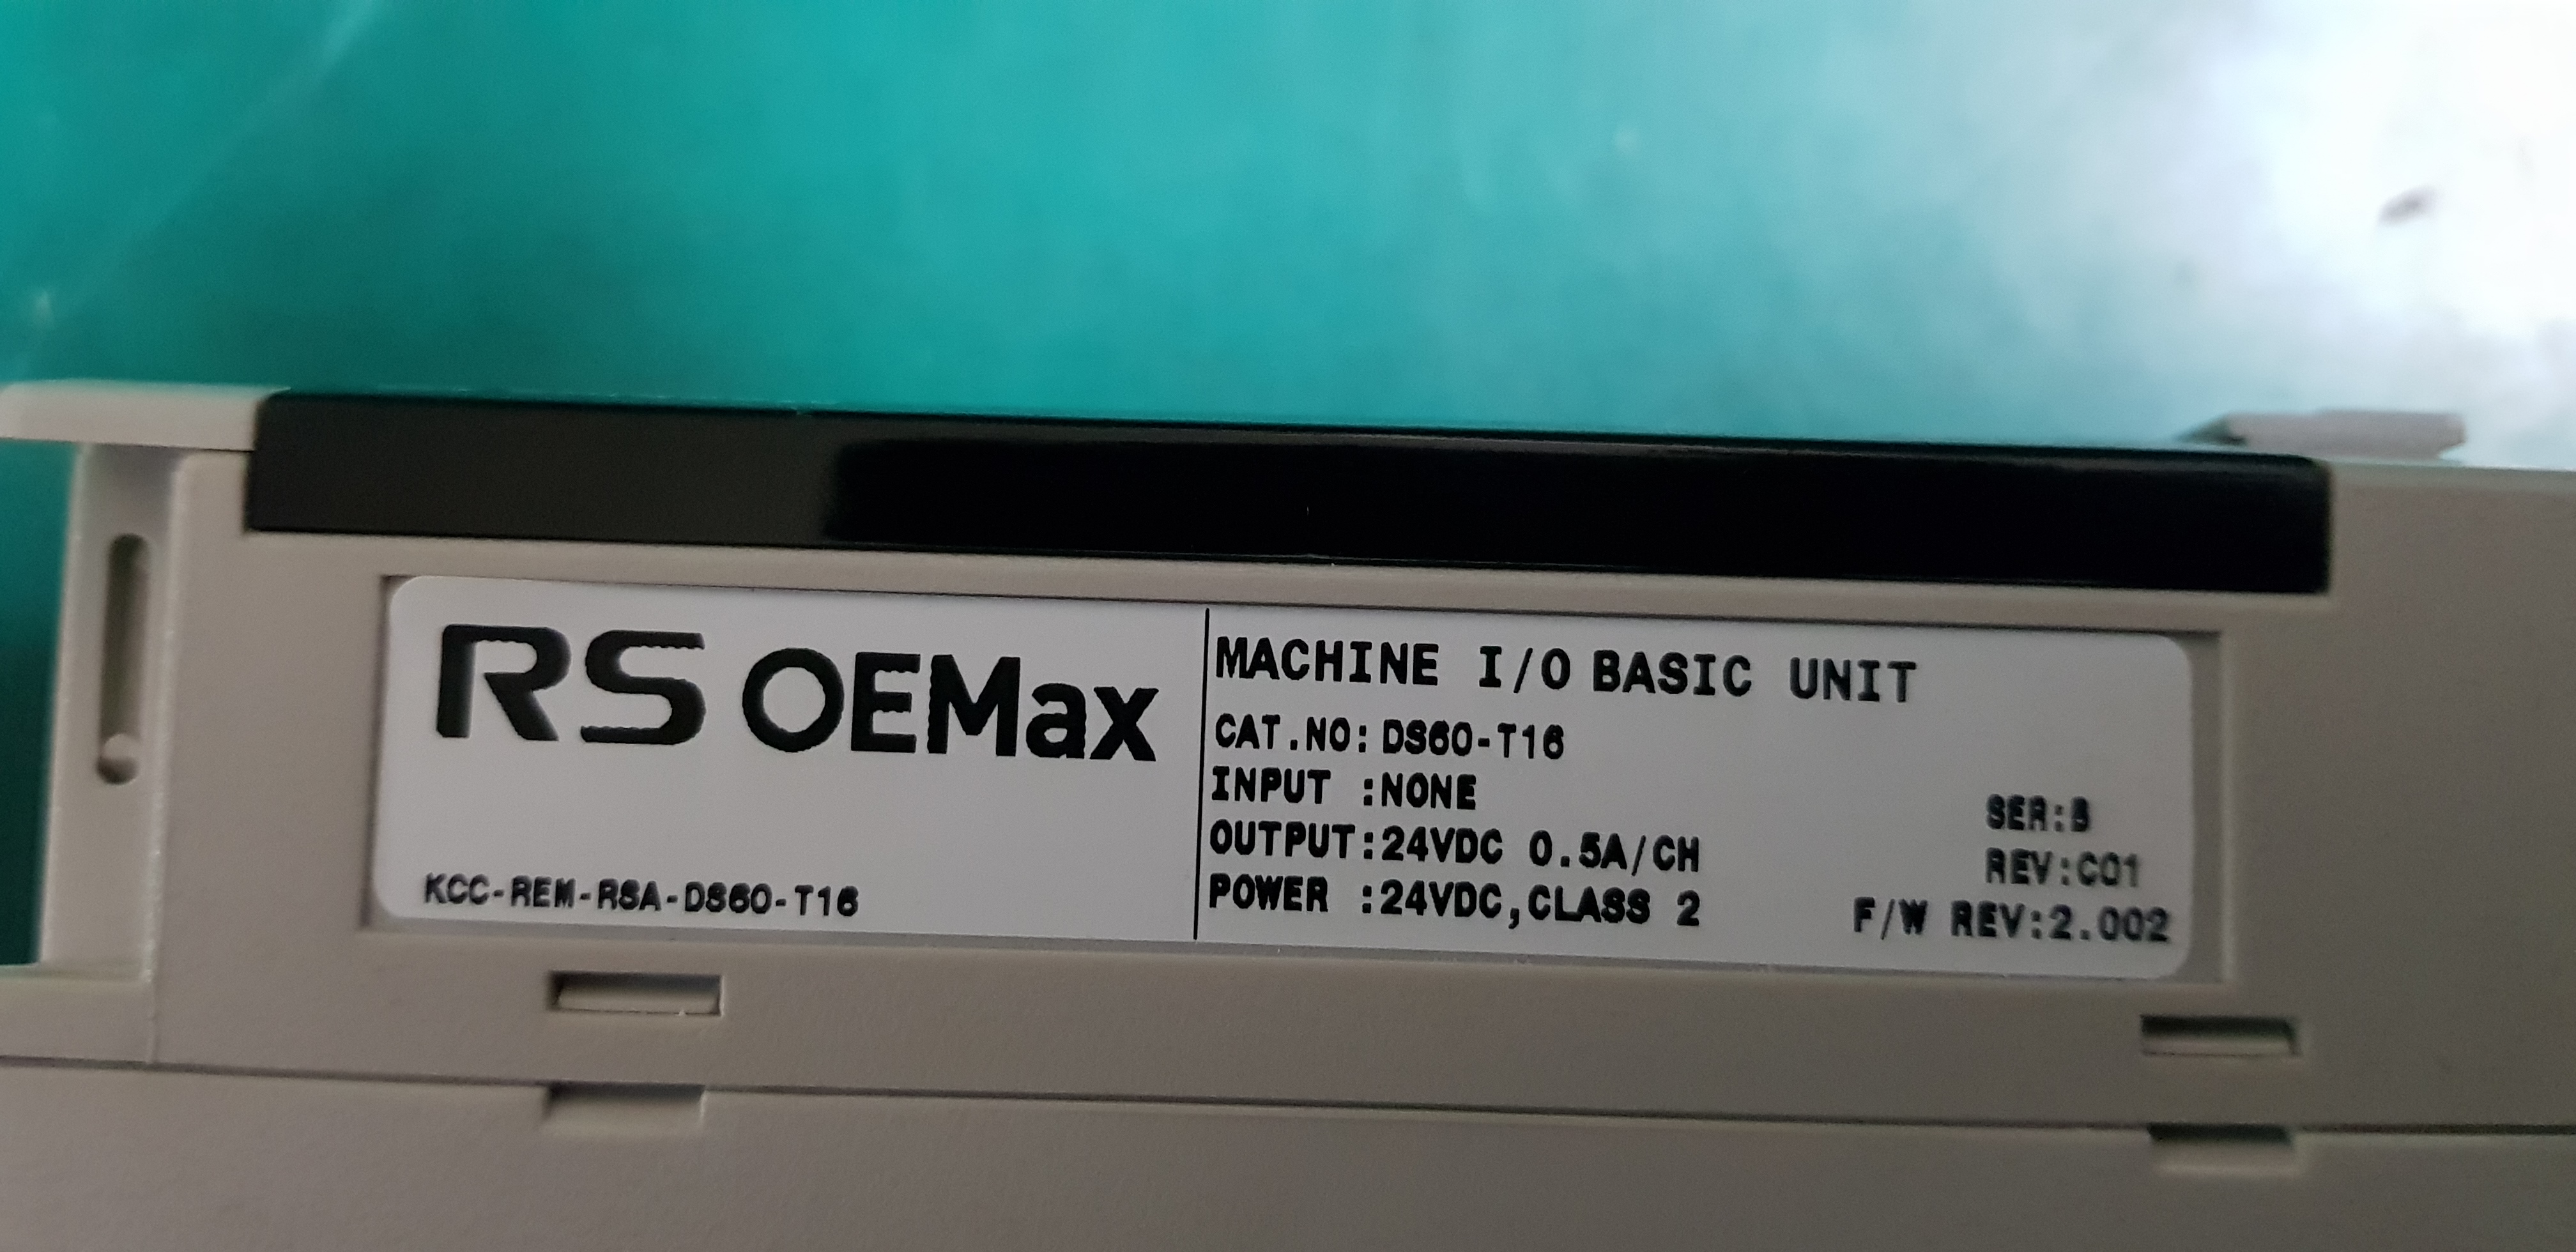 RS OEMax
KCC-REM-RSA-DS60-T16
MACHINE I/O BASIC UNIT
CAT.NO: DS60-T16
INPUT :NONE
OUTPUT:24VDC 0.5A/CH
POWER :24VDC,CLASS 2
SER:B
REV:C01
F/W REV:2.002